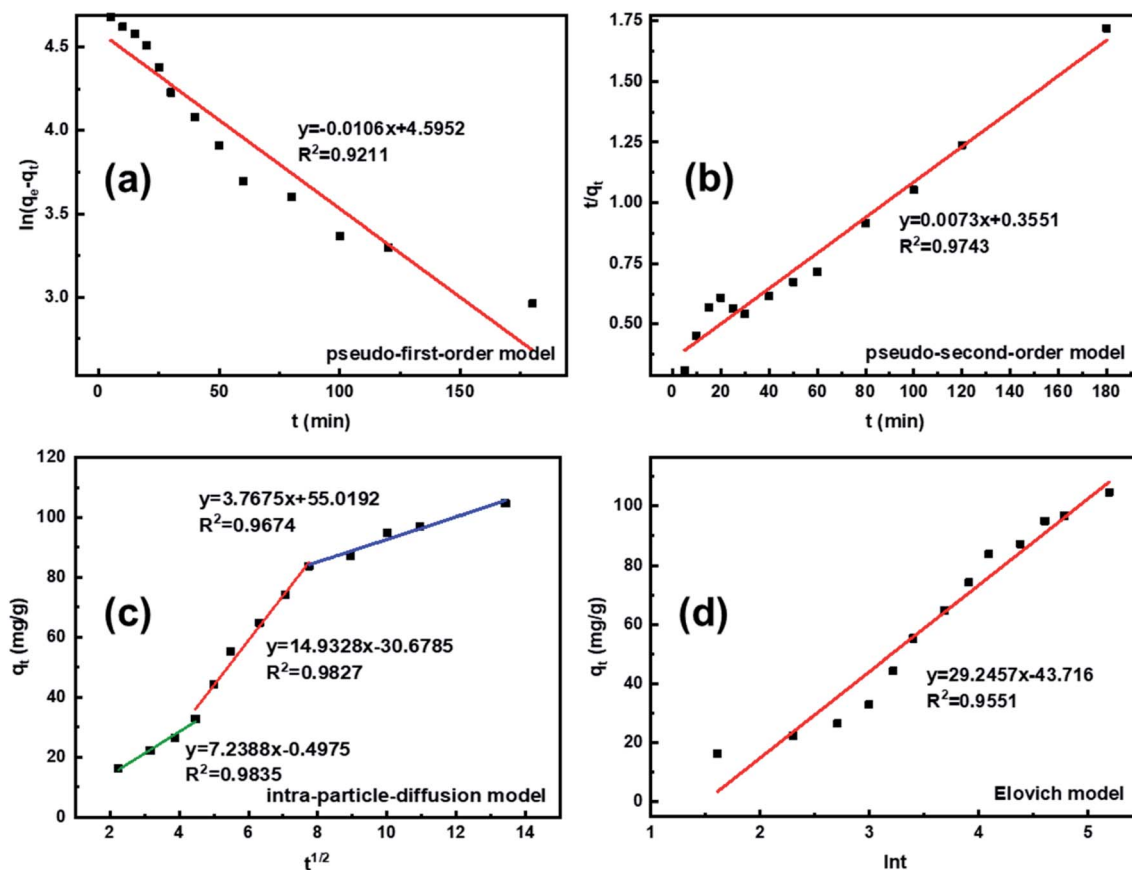 (a)
ln(qe-qt)
4.5
4.0
3.5
3.0
y=-0.0106x+4.5952
R²=0.9211
pseudo-first-order model
0 50 100 150
t (min)
(b)
t/qt
1.75
1.50
1.25
1.00
0.75
0.50
y=0.0073x+0.3551
R²=0.9743
pseudo-second-order model
0 20 40 60 80 100 120 140 160 180
t (min)
(c)
qt (mg/g)
120
100
80
60
40
20
0
y=3.7675x+55.0192
R²=0.9674
y=14.9328x-30.6785
R²=0.9827
y=7.2388x-0.4975
R²=0.9835
intra-particle-diffusion model
2 4 6 8 10 12 14
t1/2
(d)
qt (mg/g)
100
80
60
40
20
0
y=29.2457x-43.716
R²=0.9551
Elovich model
1 2 3 4 5
lnt